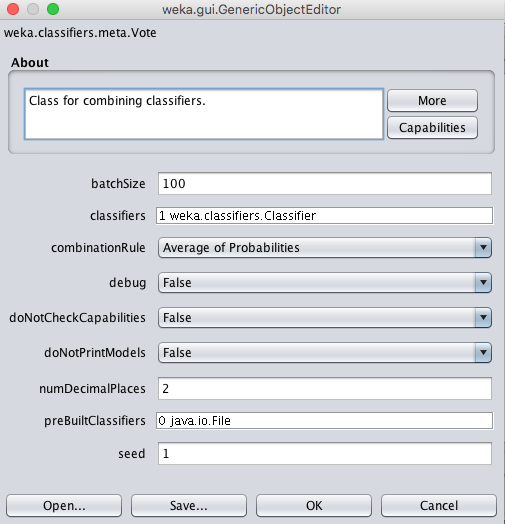 weka.gui.GenericObjectEditor
weka.classifiers.meta.Vote
About
Class for combining classifiers.
More
Capabilities
batchSize 100
classifiers 1 weka.classifiers.Classifier
combinationRule Average of Probabilities
debug False
doNotCheckCapabilities False
doNotPrintModels False
numDecimalPlaces 2
preBuiltClassifiers 0 java.io.File
seed 1
Open... Save... OK Cancel